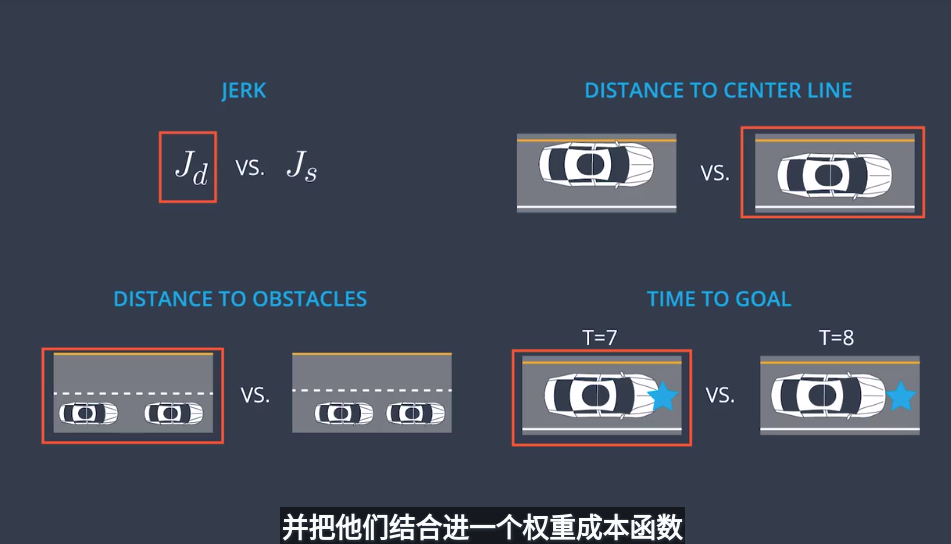 JERK
J_d VS. J_s
DISTANCE TO CENTER LINE
VS.
DISTANCE TO OBSTACLES
VS.
TIME TO GOAL
T=7
T=8
VS.
并把他们结合进一个权重成本函数